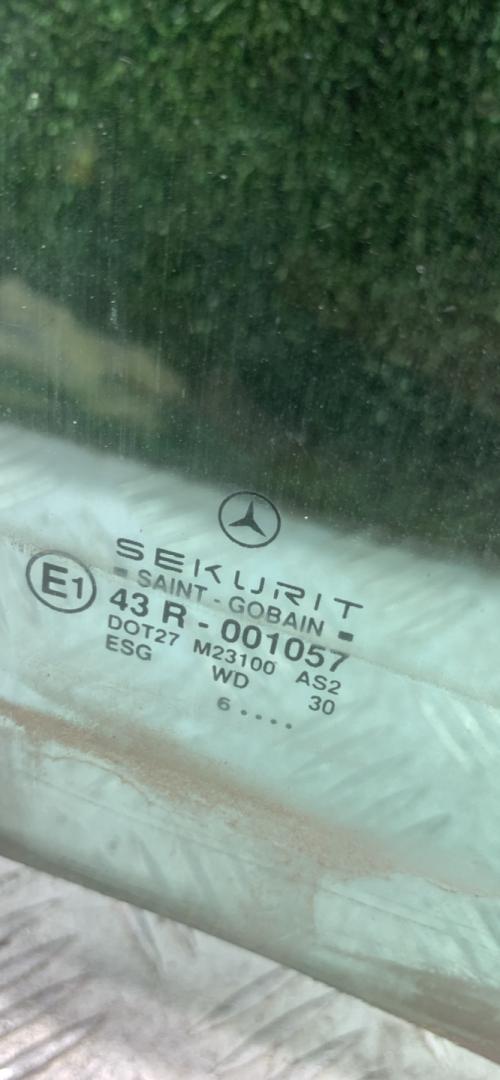 SEKURIT
SAINT - GOBAIN
E1 43 R - 001057
DOT27 M23100 AS2
ESG WD 30
6 ....